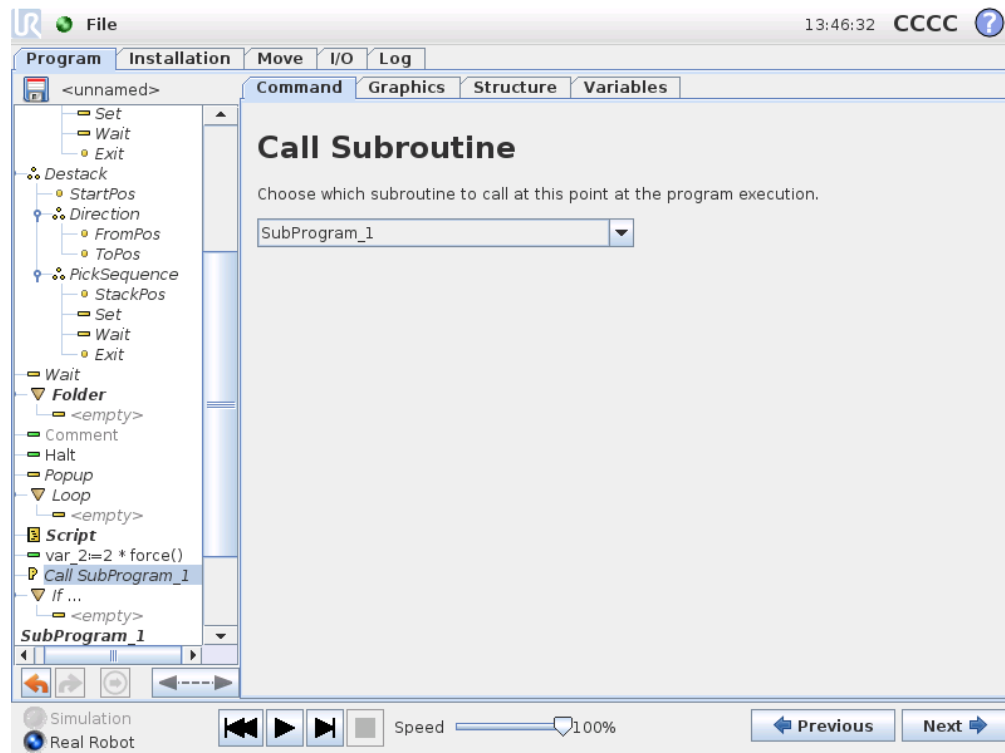 UR File 13:46:32 CCCC ?
Program Installation Move I/O Log
<unnamed>
Command Graphics Structure Variables
Set
Wait
Exit
Destack
StartPos
Direction
FromPos
ToPos
PickSequence
StackPos
Set
Wait
Exit
Wait
Folder
<empty>
Comment
Halt
Popup
Loop
<empty>
Script
var_2:=2 * force()
P Call SubProgram_1
If ...
<empty>
SubProgram_1
Call Subroutine
Choose which subroutine to call at this point at the program execution.
SubProgram_1
Simulation
Real Robot
Speed 100%
Previous Next